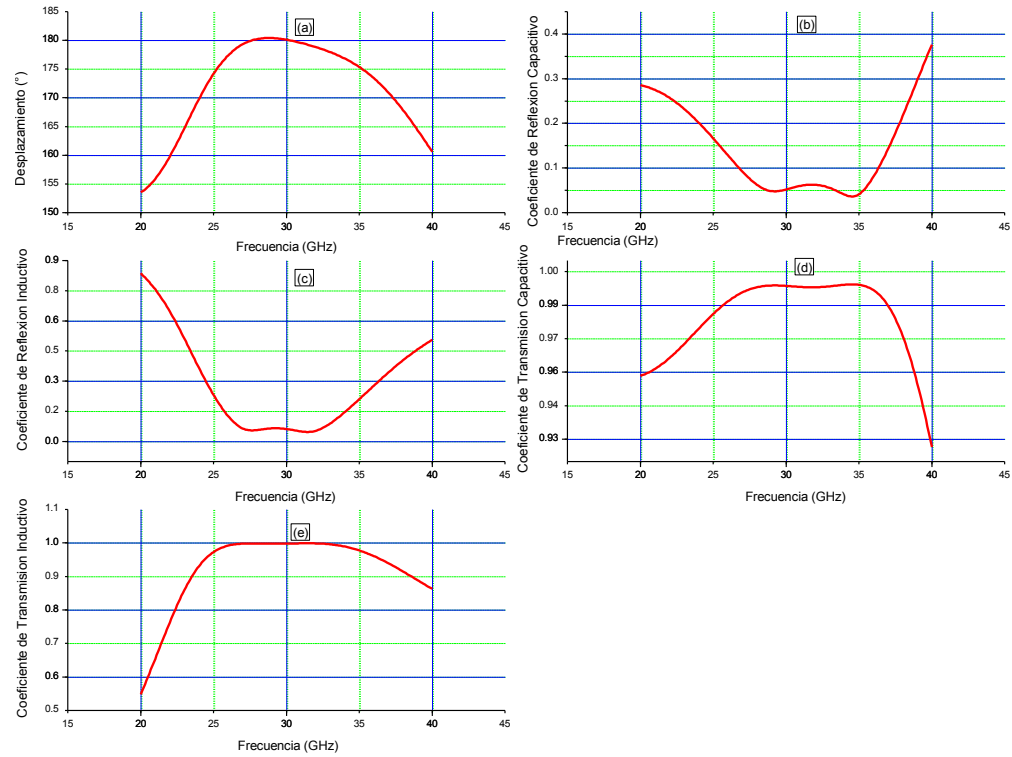 (a)
Desplazamiento (°)
185
180
175
170
165
160
155
150
15 20 25 30 35 40 45
Frecuencia (GHz)
(b)
Coeficiente de Reflexion Capacitivo
0.4
0.3
0.2
0.1
0.0
15 20 25 30 35 40 45
Frecuencia (GHz)
(c)
Coeficiente de Reflexion Inductivo
0.9
0.8
0.6
0.5
0.3
0.2
0.0
15 20 25 30 35 40 45
Frecuencia (GHz)
(d)
Coeficiente de Transmision Capacitivo
1.00
0.99
0.97
0.96
0.94
0.93
15 20 25 30 35 40 45
Frecuencia (GHz)
(e)
Coeficiente de Transmision Inductivo
1.1
1.0
0.9
0.8
0.7
0.6
0.5
15 20 25 30 35 40 45
Frecuencia (GHz)